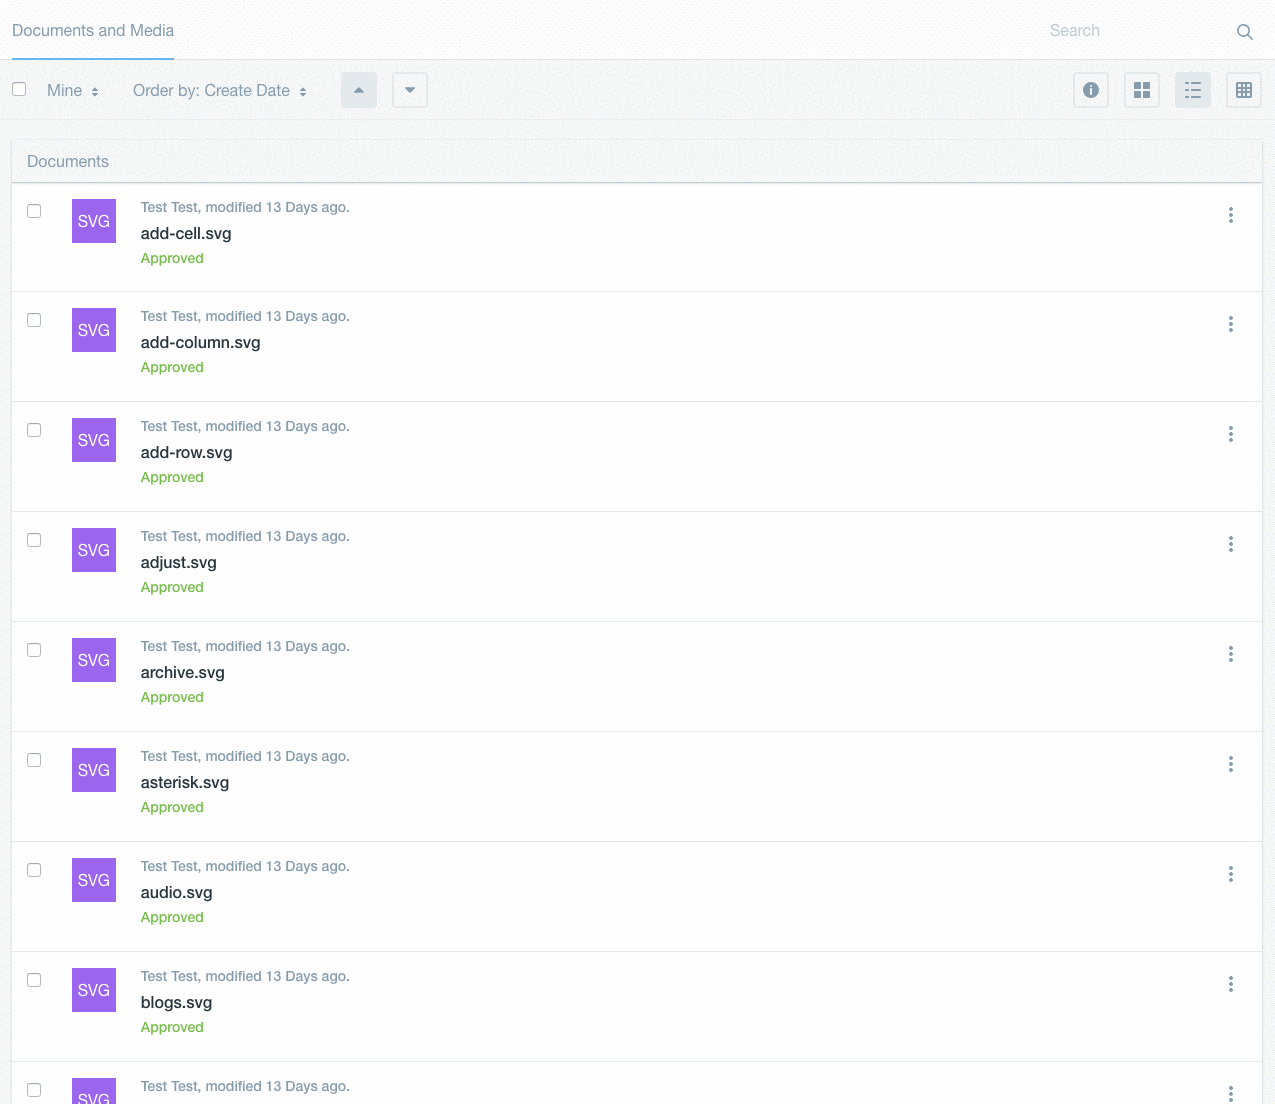 Documents and Media
Search
Mine
Order by: Create Date
Documents
SVG
Test Test, modified 13 Days ago.
add-cell.svg
Approved
SVG
Test Test, modified 13 Days ago.
add-column.svg
Approved
SVG
Test Test, modified 13 Days ago.
add-row.svg
Approved
SVG
Test Test, modified 13 Days ago.
adjust.svg
Approved
SVG
Test Test, modified 13 Days ago.
archive.svg
Approved
SVG
Test Test, modified 13 Days ago.
asterisk.svg
Approved
SVG
Test Test, modified 13 Days ago.
audio.svg
Approved
SVG
Test Test, modified 13 Days ago.
blogs.svg
Approved
SVG
Test Test, modified 13 Days ago.